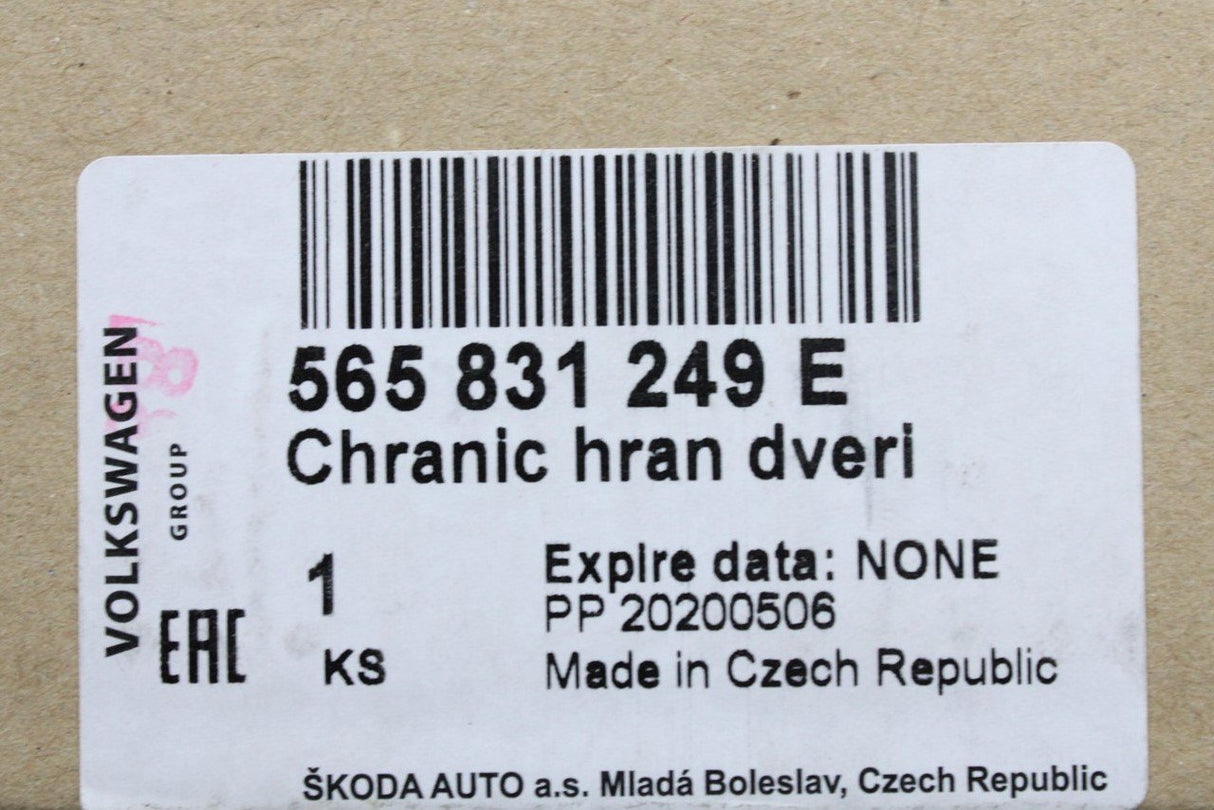 565 831 249 E
Chranic hran dveri
1
KS
Expire data: NONE
PP 20200506
Made in Czech Republic
VOLKSWAGEN
GROUP
EAC
ŠKODA AUTO a.s. Mladá Boleslav, Czech Republic